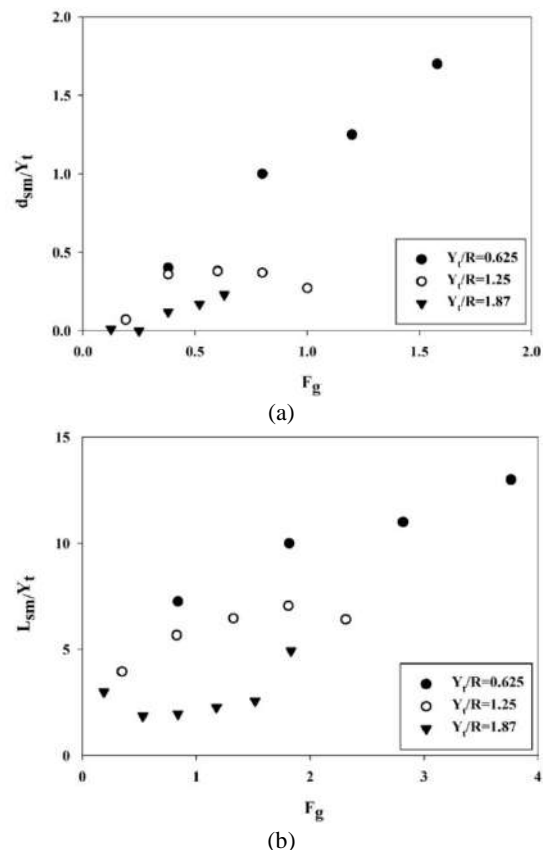 2.0
1.5
1.0
0.5
0.0
d_sm/Y_t
Y_t/R=0.625
Y_t/R=1.25
Y_t/R=1.87
0.5 1.0 1.5 2.0
F_g
(a)
15
10
5
0
L_sm/Y_t
Y_t/R=0.625
Y_t/R=1.25
Y_t/R=1.87
0 1 2 3 4
F_g
(b)